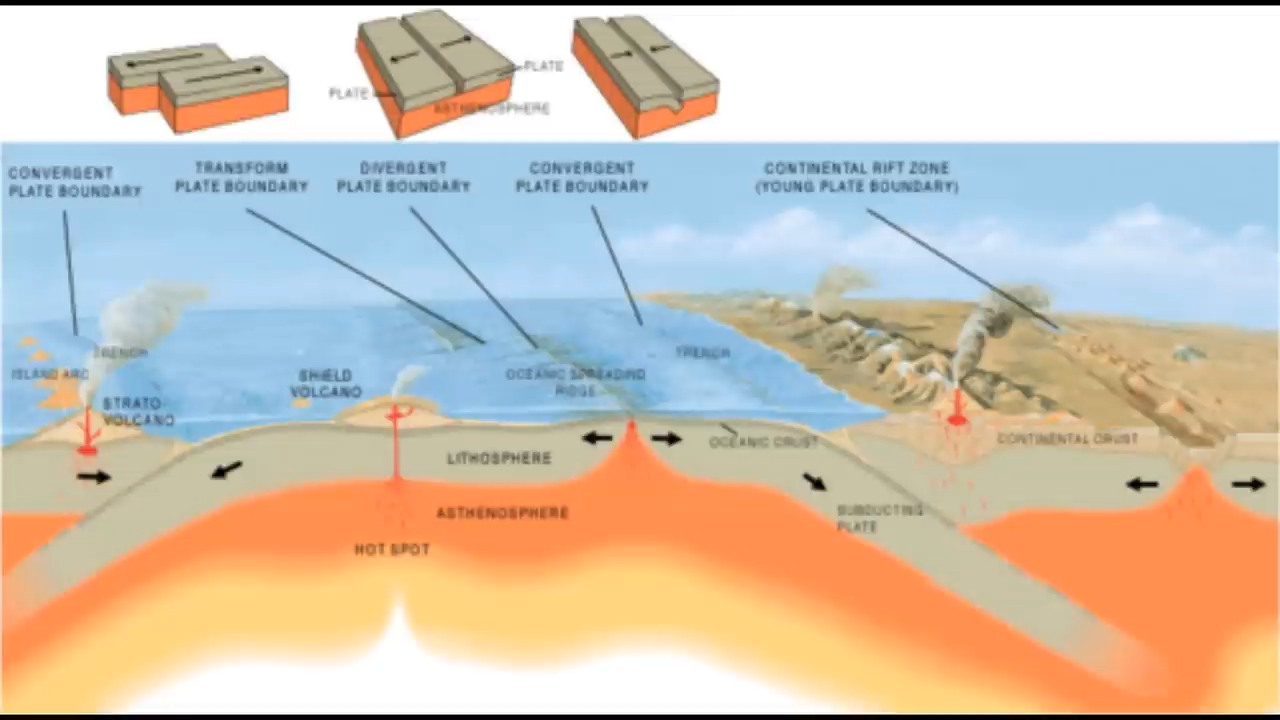 PLATE
PLATE
ASTHENOSPHERE
CONVERGENT
PLATE BOUNDARY
TRANSFORM
PLATE BOUNDARY
DIVERGENT
PLATE BOUNDARY
CONVERGENT
PLATE BOUNDARY
CONTINENTAL RIFT ZONE
(YOUNG PLATE BOUNDARY)
TRENCH
ISLAND ARC
STRATO-
VOLCANO
SHIELD
VOLCANO
OCEANIC SPREADING
RIDGE
TRENCH
OCEANIC CRUST
CONTINENTAL CRUST
LITHOSPHERE
ASTHENOSPHERE
HOT SPOT
SUBDUCTING
PLATE